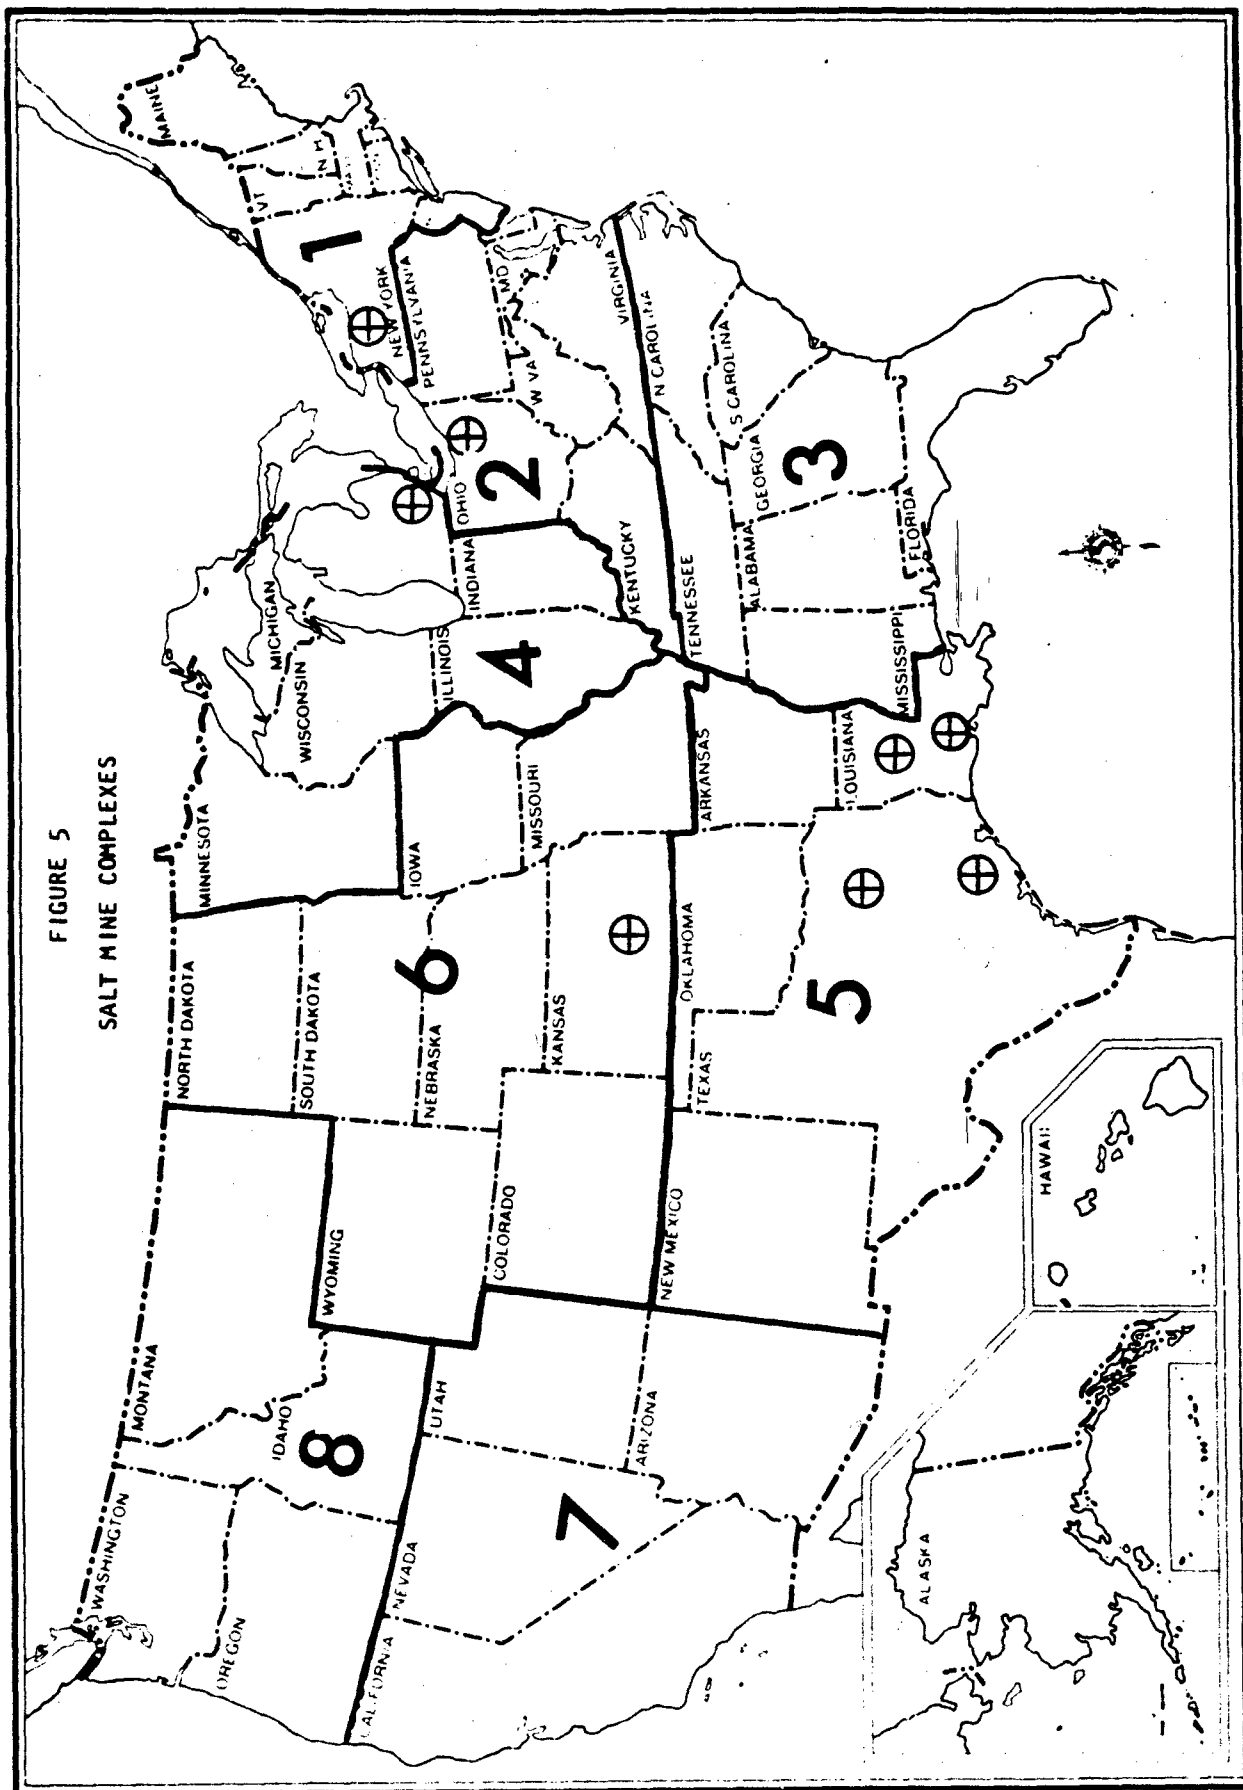 FIGURE 5
SALT MINE COMPLEXES
WASHINGTON
OREGON
MONTANA
IDAHO
8
WYOMING
NORTH DAKOTA
SOUTH DAKOTA
NEBRASKA
6
MINNESOTA
IOWA
WISCONSIN
MICHIGAN
MAINE
VT
N H
1
NEW YORK
PENNSYLVANIA
NEVADA
UTAH
7
COLORADO
KANSAS
MISSOURI
ILLINOIS
4
INDIANA
OHIO
2
W VA
MD
VIRGINIA
KENTUCKY
ARIZONA
NEW MEXICO
TEXAS
OKLAHOMA
5
ARKANSAS
LOUISIANA
TENNESSEE
N CAROLINA
S CAROLINA
MISSISSIPPI
ALABAMA
GEORGIA
3
FLORIDA
ALASKA
HAWAII